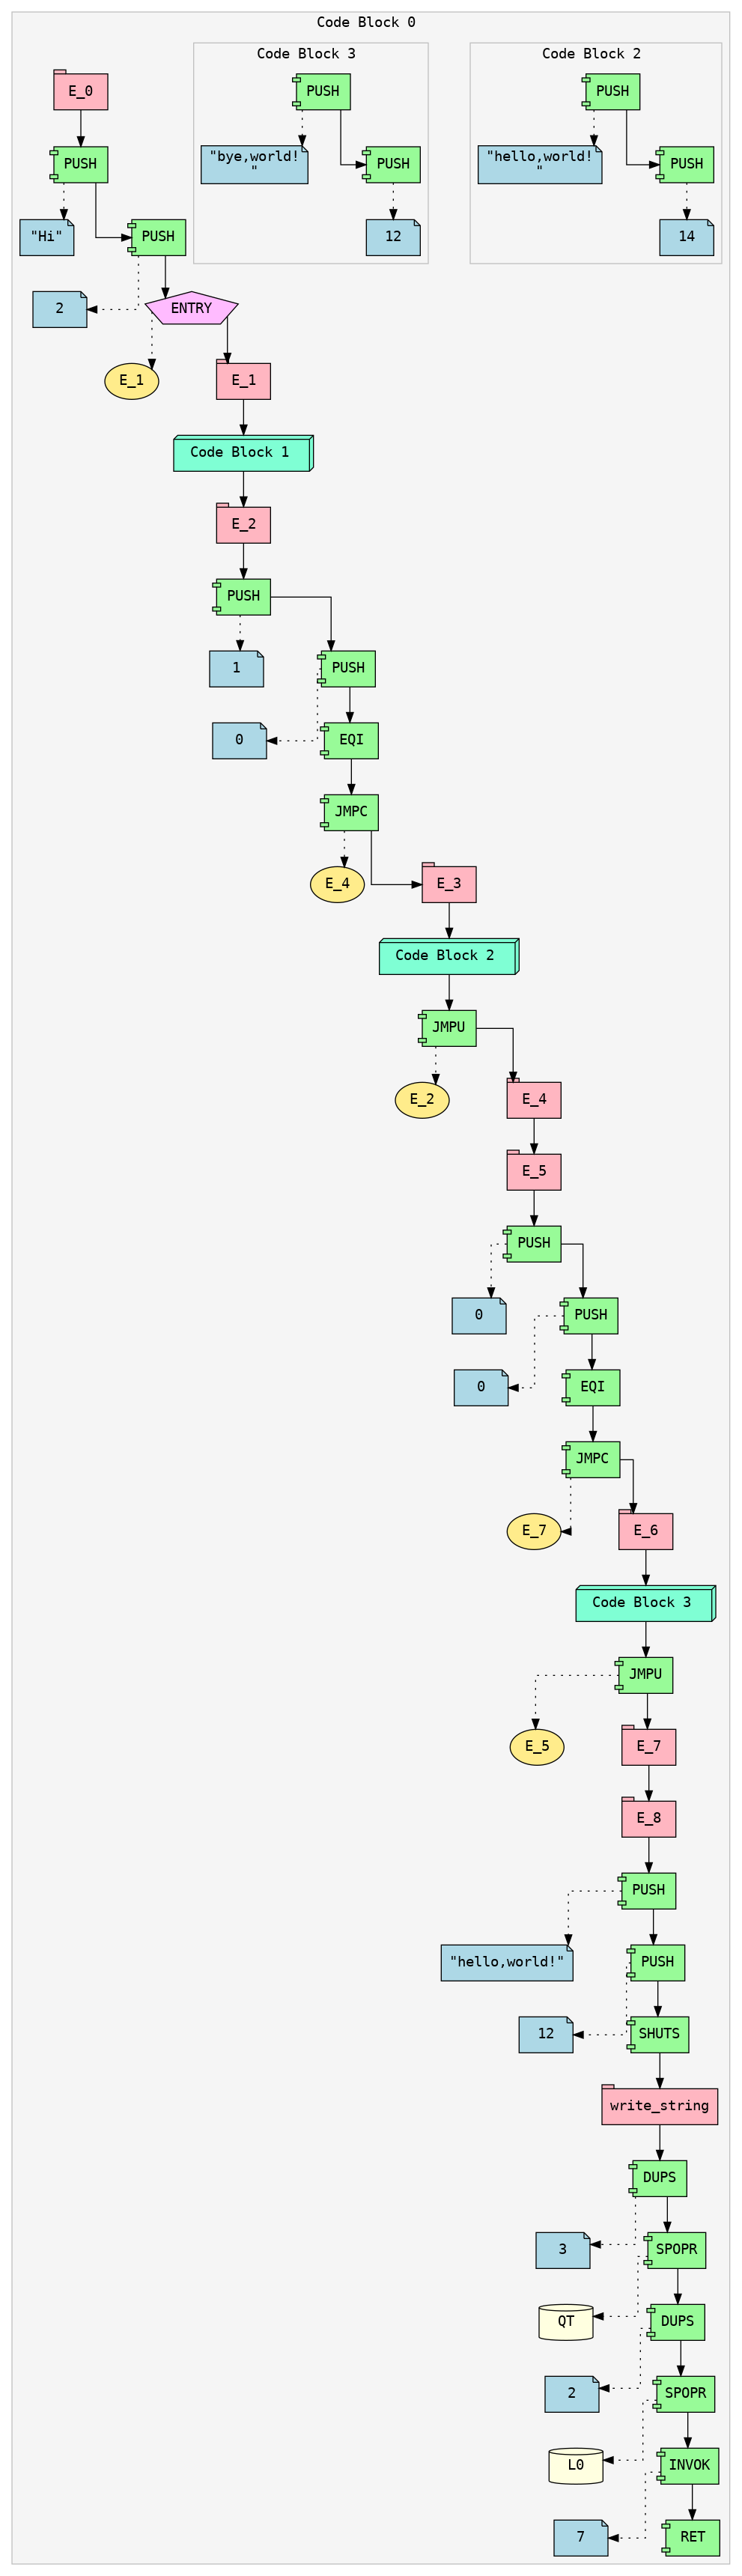 Code Block 0
Code Block 3
Code Block 2
E_0
PUSH
PUSH
PUSH
"bye,world!
"
PUSH
"hello,world!
"
PUSH
"Hi"
PUSH
12
14
2
ENTRY
E_1
E_1
Code Block 1
E_2
PUSH
1
PUSH
0
EQI
JMPC
E_4
E_3
Code Block 2
JMPU
E_2
E_4
E_5
PUSH
0
PUSH
0
EQI
JMPC
E_7
E_6
Code Block 3
JMPU
E_5
E_7
E_8
PUSH
"hello,world!"
PUSH
12
SHUTS
write_string
DUPS
3
SPOPR
QT
DUPS
2
SPOPR
L0
INVOK
7
RET